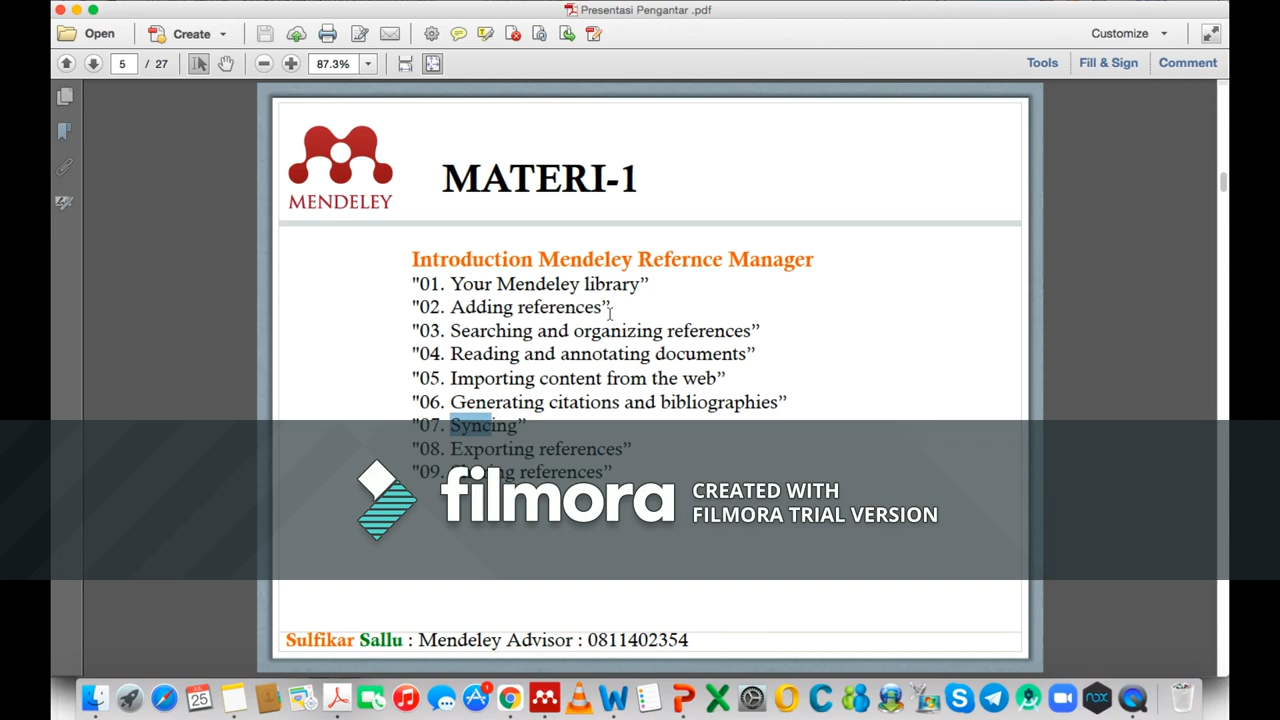 Presentasi Pengantar .pdf
Open
Create
Customize
5 / 27
87.3%
Tools
Fill & Sign
Comment
MENDELEY
MATERI-1
Introduction Mendeley Refernce Manager
"01. Your Mendeley library”
"02. Adding references”
"03. Searching and organizing references”
"04. Reading and annotating documents”
"05. Importing content from the web”
"06. Generating citations and bibliographies”
"07. Syncing”
"08. Exporting references”
"09. references”
filmora
CREATED WITH
FILMORA TRIAL VERSION
Sulfikar Sallu : Mendeley Advisor : 0811402354
JUL
25
1
nox